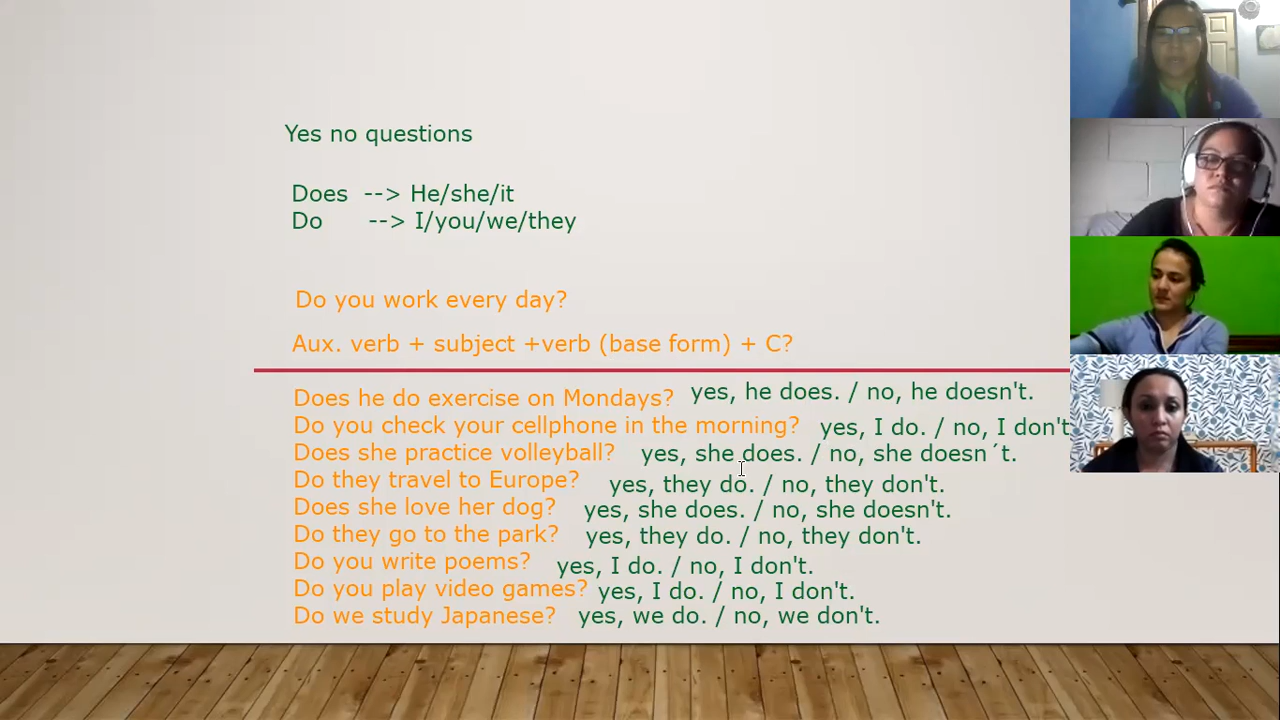 Yes no questions
Does --> He/she/it
Do --> I/you/we/they
Do you work every day?
Aux. verb + subject +verb (base form) + C?
Does he do exercise on Mondays? yes, he does. / no, he doesn't.
Do you check your cellphone in the morning? yes, I do. / no, I don't
Does she practice volleyball? yes, she does. / no, she doesn´t.
Do they travel to Europe? yes, they do. / no, they don't.
Does she love her dog? yes, she does. / no, she doesn't.
Do they go to the park? yes, they do. / no, they don't.
Do you write poems? yes, I do. / no, I don't.
Do you play video games? yes, I do. / no, I don't.
Do we study Japanese? yes, we do. / no, we don't.